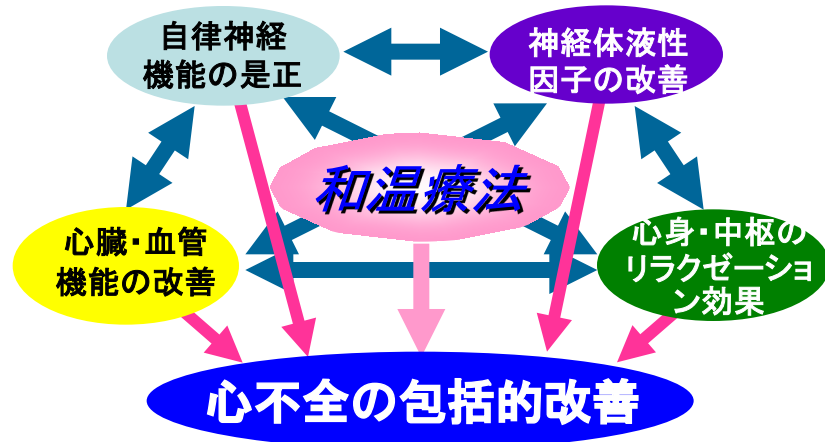 自律神経
機能の是正
神経体液性
因子の改善
和温療法
心臓・血管
機能の改善
心身・中枢の
リラクゼーショ
ン効果
心不全の包括的改善